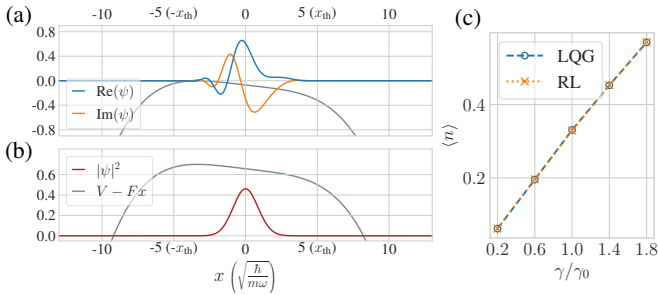 (a)
-10 -5 (-x_th) 0 5 (x_th) 10
0.8
0.4
0.0
-0.4
-0.8
Re(ψ)
Im(ψ)
(b)
0.6
0.4
0.2
0.0
|ψ|²
V − Fx
-10 -5 (-x_th) 0 5 (x_th) 10
x (√(ħ/mω))
(c)
LQG
RL
⟨n⟩
0.4
0.2
0.2 0.6 1.0 1.4 1.8
γ/γ₀